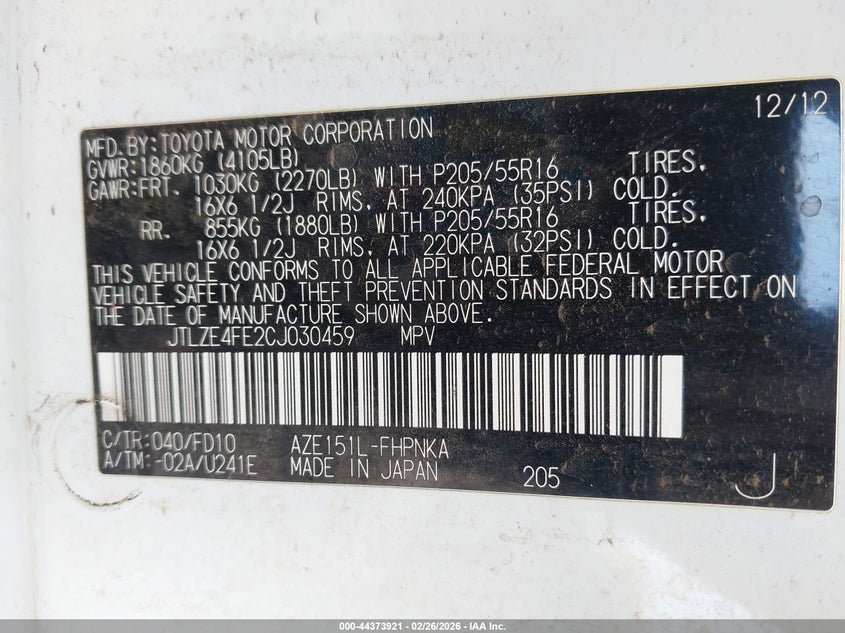 12/12
MFD. BY: TOYOTA MOTOR CORPORATION
GVWR: 1860KG (4105LB)
GAWR: FRT. 1030KG (2270LB) WITH P205/55R16 TIRES,
16X6 1/2J RIMS, AT 240KPA (35PSI) COLD.
RR. 855KG (1880LB) WITH P205/55R16 TIRES,
16X6 1/2J RIMS, AT 220KPA (32PSI) COLD.
THIS VEHICLE CONFORMS TO ALL APPLICABLE FEDERAL MOTOR
VEHICLE SAFETY AND THEFT PREVENTION STANDARDS IN EFFECT ON
THE DATE OF MANUFACTURE SHOWN ABOVE.
JTLZE4FE2CJ030459 MPV
C/TR: 040/FD10 AZE151L-FHPNKA
A/TM: -02A/U241E MADE IN JAPAN 205 J
000-44373921 - 02/26/2026 - IAA Inc.